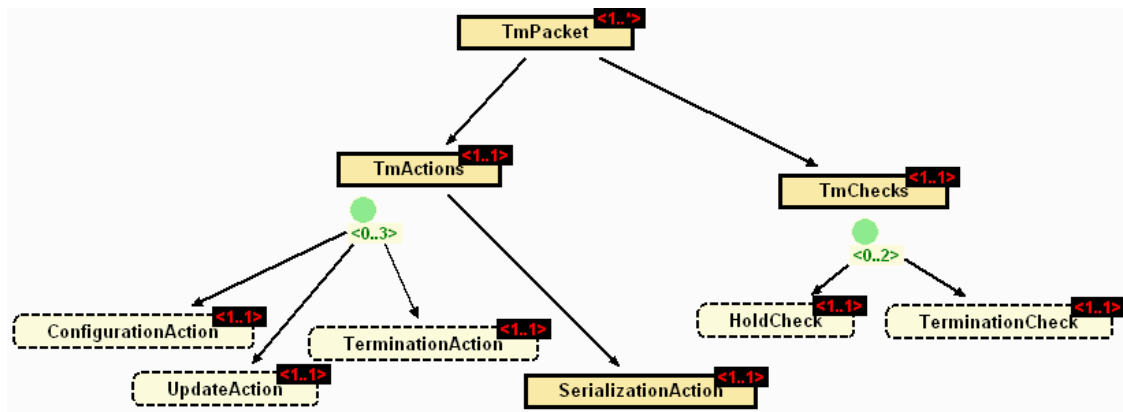 <1..*>
TmPacket
<1..1>
TmActions
<1..1>
TmChecks
<0..3>
<0..2>
<1..1>
ConfigurationAction
<1..1>
TerminationAction
<1..1>
HoldCheck
<1..1>
TerminationCheck
<1..1>
UpdateAction
<1..1>
SerializationAction